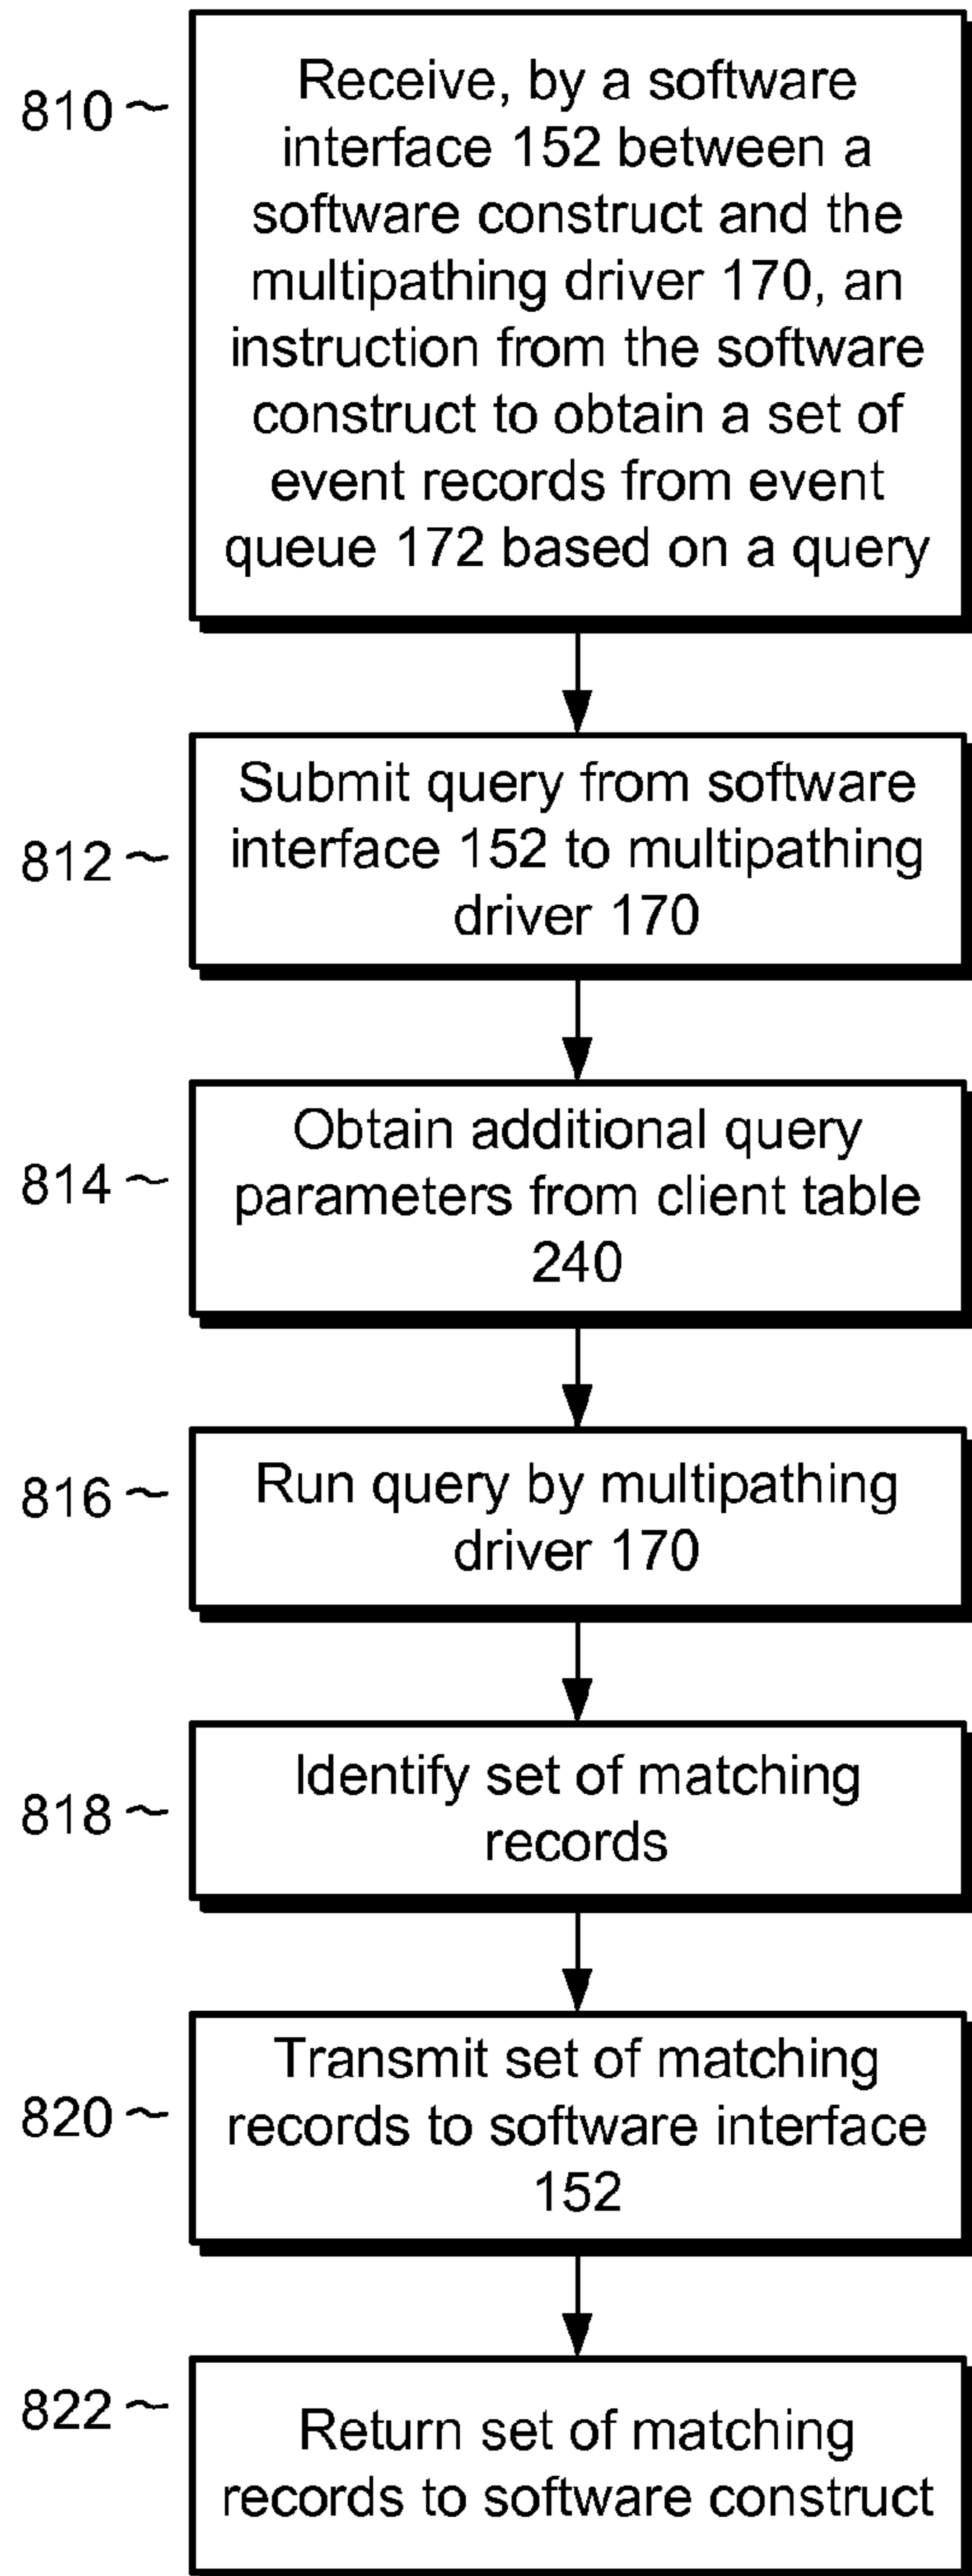 810 ~
Receive, by a software
interface 152 between a
software construct and the
multipathing driver 170, an
instruction from the software
construct to obtain a set of
event records from event
queue 172 based on a query
812 ~
Submit query from software
interface 152 to multipathing
driver 170
814 ~
Obtain additional query
parameters from client table
240
816 ~
Run query by multipathing
driver 170
818 ~
Identify set of matching
records
820 ~
Transmit set of matching
records to software interface
152
822 ~
Return set of matching
records to software construct